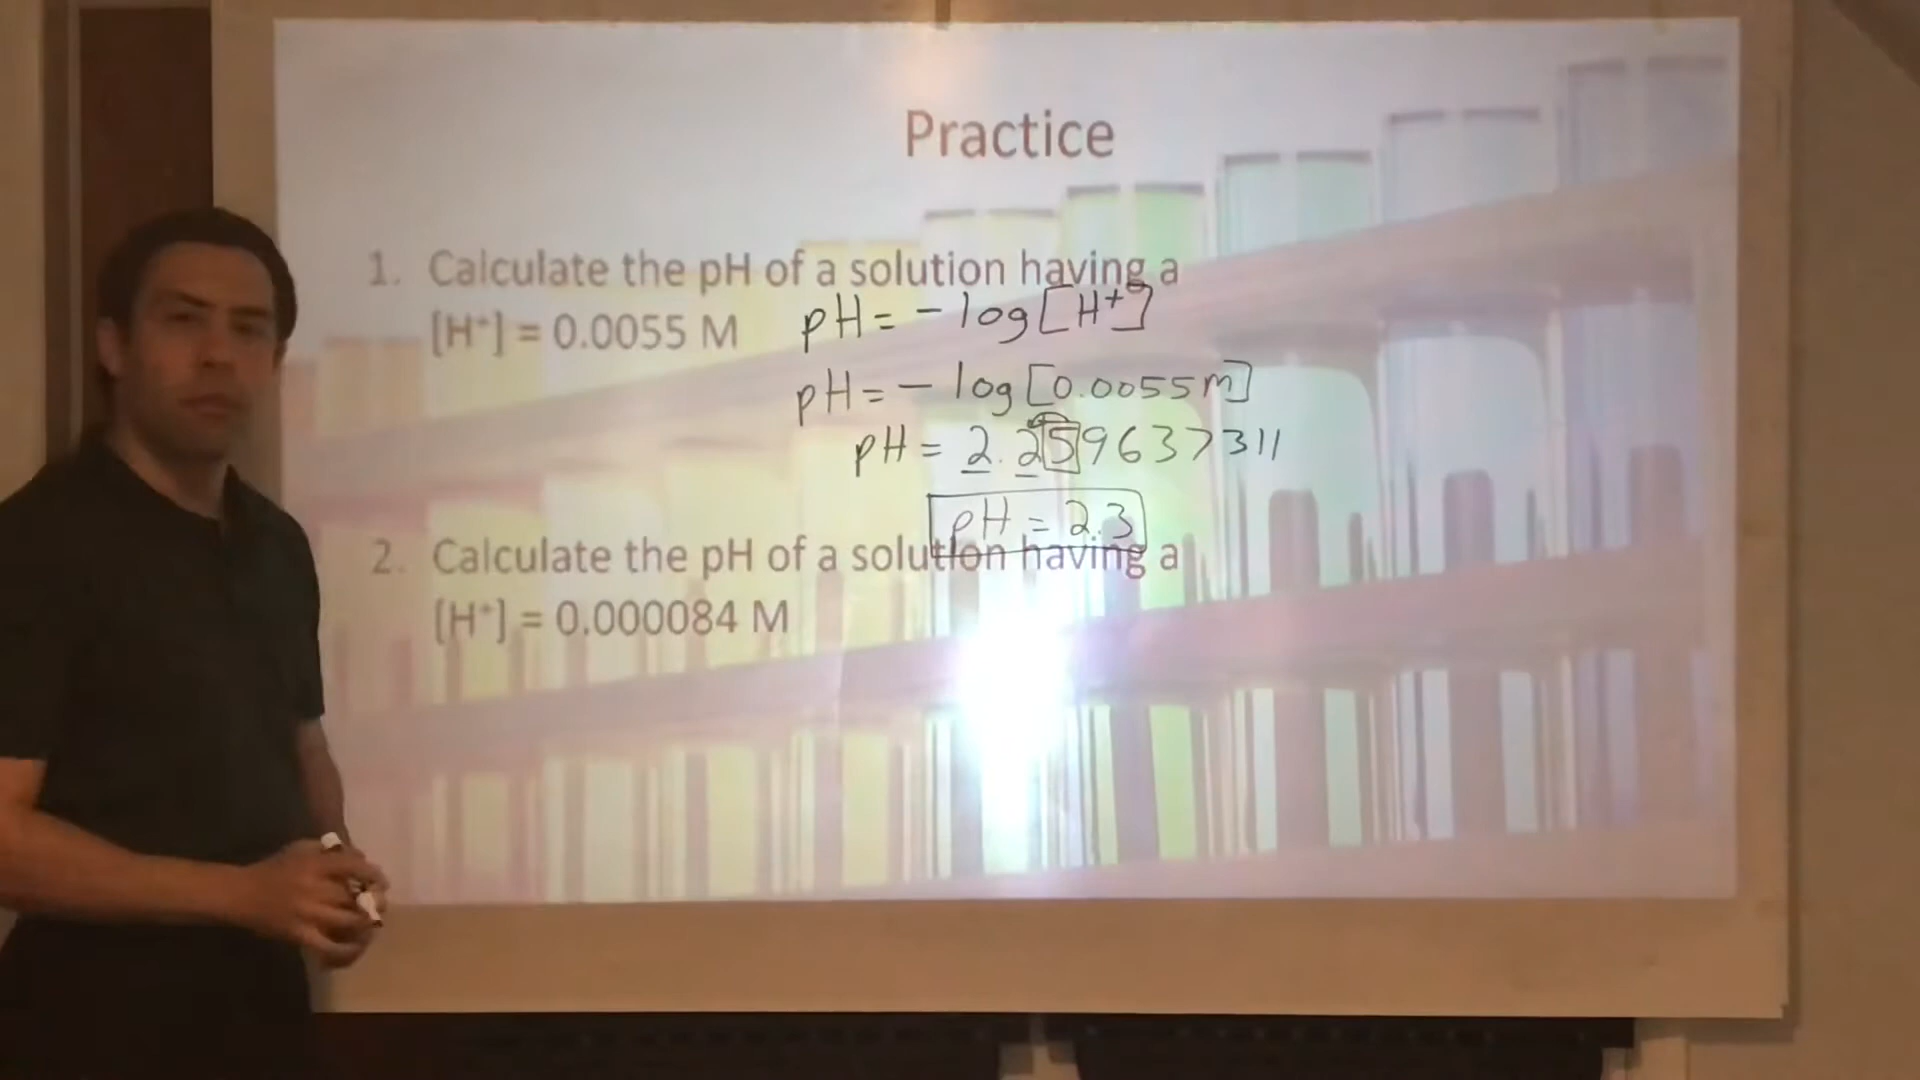 Practice
1. Calculate the pH of a solution having a
[H⁺] = 0.0055 M
pH = - log [H⁺]
pH = - log [0.0055 M]
pH = 2.259637311
pH = 2.3
2. Calculate the pH of a solution having a
[H⁺] = 0.000084 M